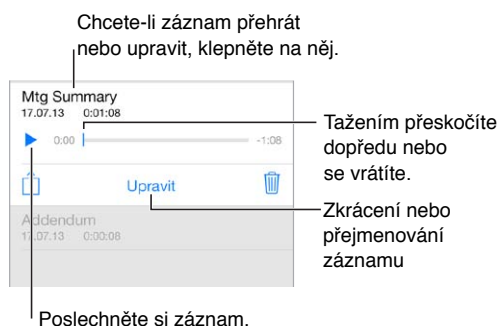 Chcete-li záznam přehrát
nebo upravit, klepněte na něj.
Mtg Summary
17.07.13 0:01:08
0:00 -1:08
Upravit
Addendum
17.07.13 0:00:08
Tažením přeskočíte
dopředu nebo
se vrátíte.
Zkrácení nebo
přejmenování
záznamu
Poslechněte si záznam.